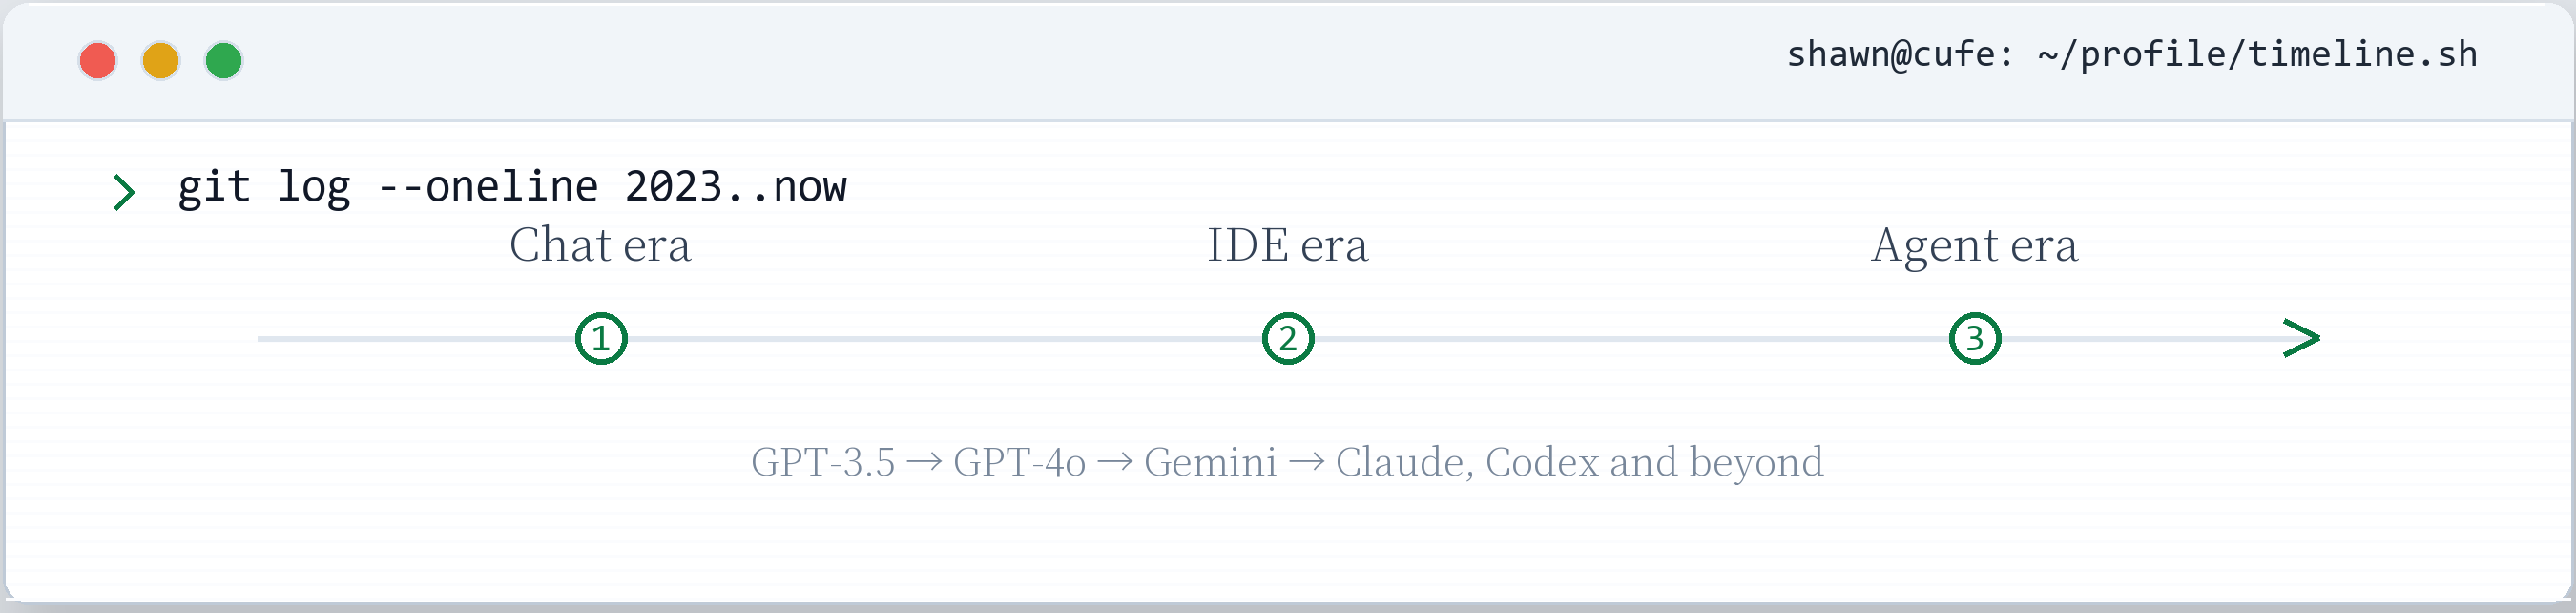 shawn@cufe: ~/profile/timeline.sh
> git log --oneline 2023..now
Chat era
IDE era
Agent era
1
2
3
GPT-3.5 → GPT-4o → Gemini → Claude, Codex and beyond